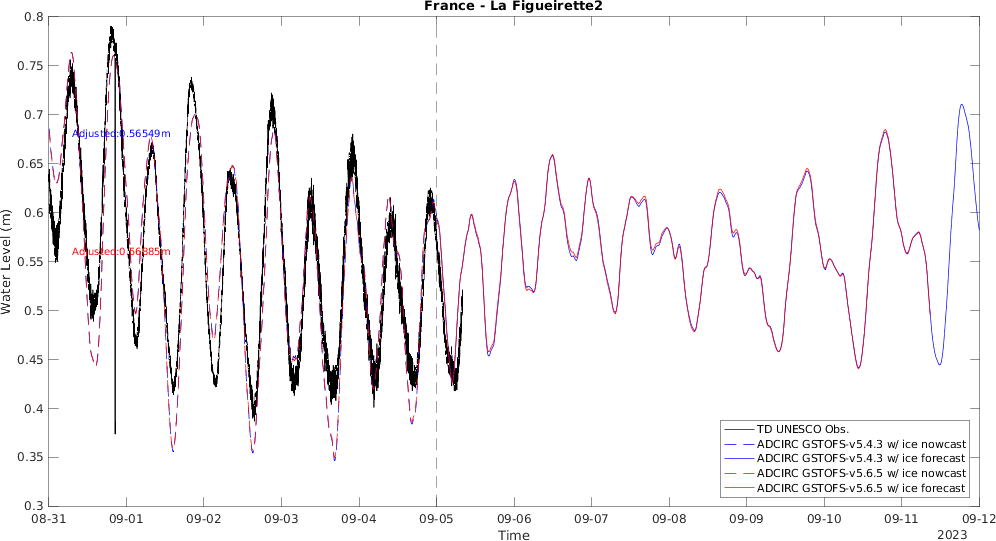 France - La Figueirette2
0.8
0.75
0.7
0.65
0.6
0.55
0.5
0.45
0.4
0.35
0.3
Water Level (m)
Adjusted:0.56549m
Adjusted:0.56385m
TD UNESCO Obs.
ADCIRC GSTOFS-v5.4.3 w/ ice nowcast
ADCIRC GSTOFS-v5.4.3 w/ ice forecast
ADCIRC GSTOFS-v5.6.5 w/ ice nowcast
ADCIRC GSTOFS-v5.6.5 w/ ice forecast
08-31 09-01 09-02 09-03 09-04 09-05 09-06 09-07 09-08 09-09 09-10 09-11 09-12
Time
2023